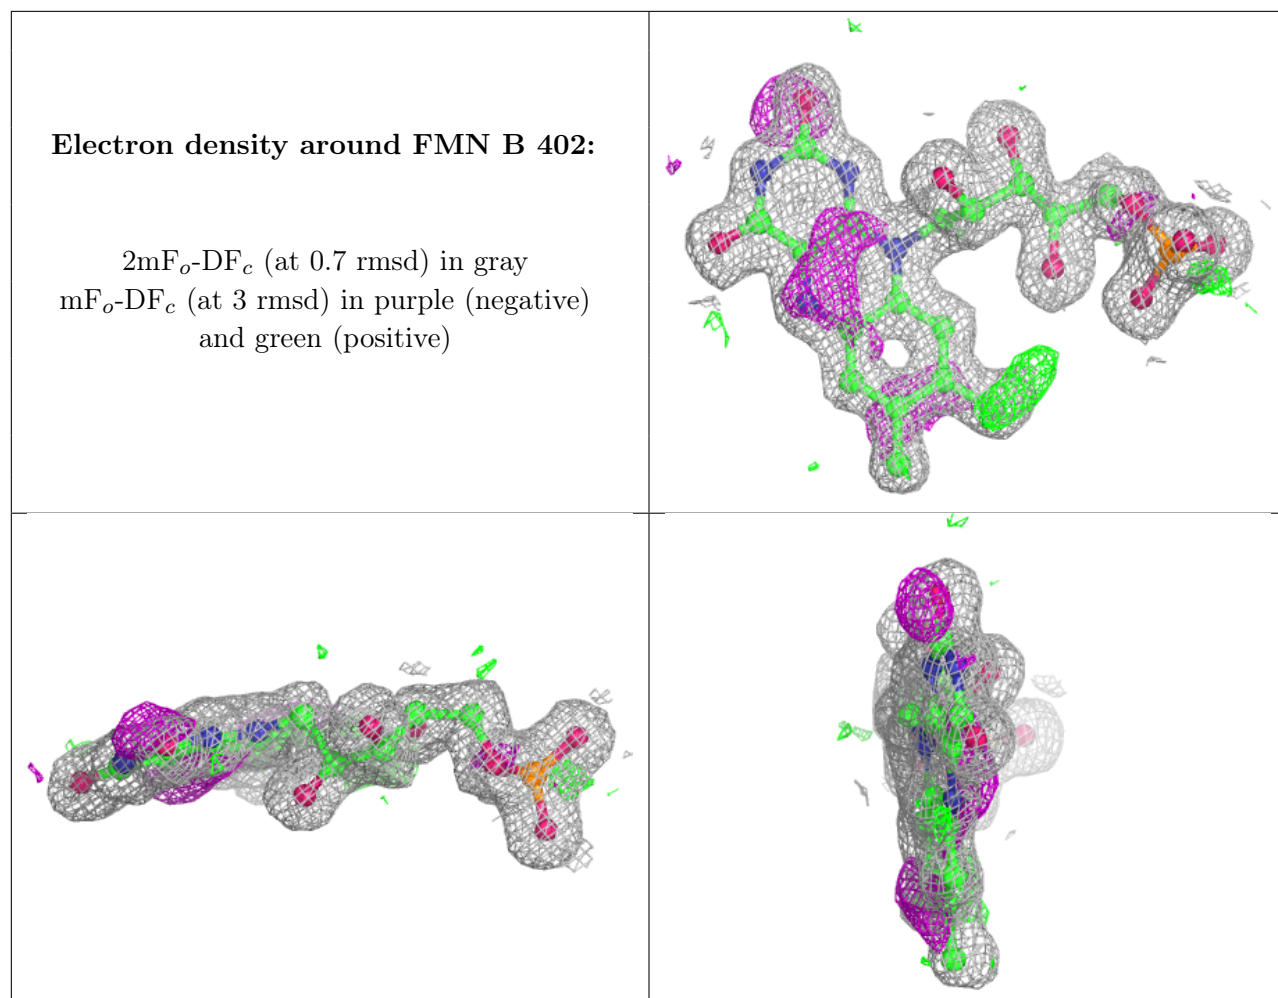 Electron density around FMN B 402:
2mFo-DFc (at 0.7 rmsd) in gray
mFo-DFc (at 3 rmsd) in purple (negative)
and green (positive)